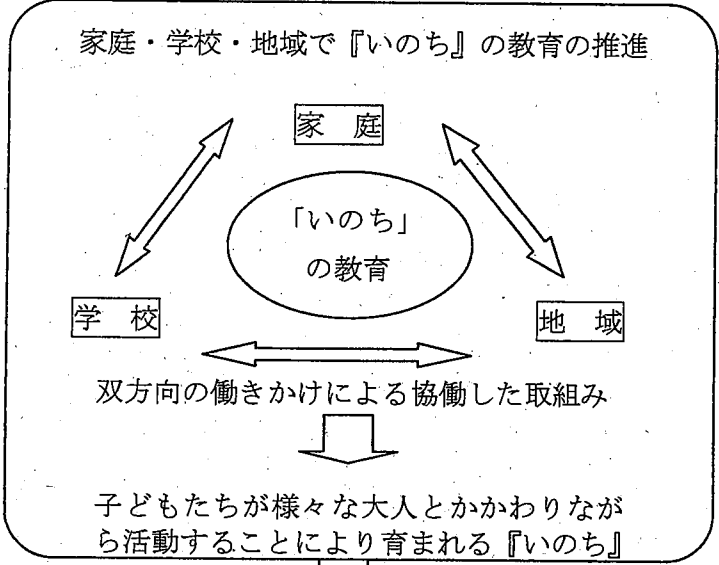 家庭・学校・地域で『いのち』の教育の推進
家　庭
「いのち」
の教育
学　校
地　域
双方向の働きかけによる協働した取組み
子どもたちが様々な大人とかかわりなが
ら活動することにより育まれる『いのち』